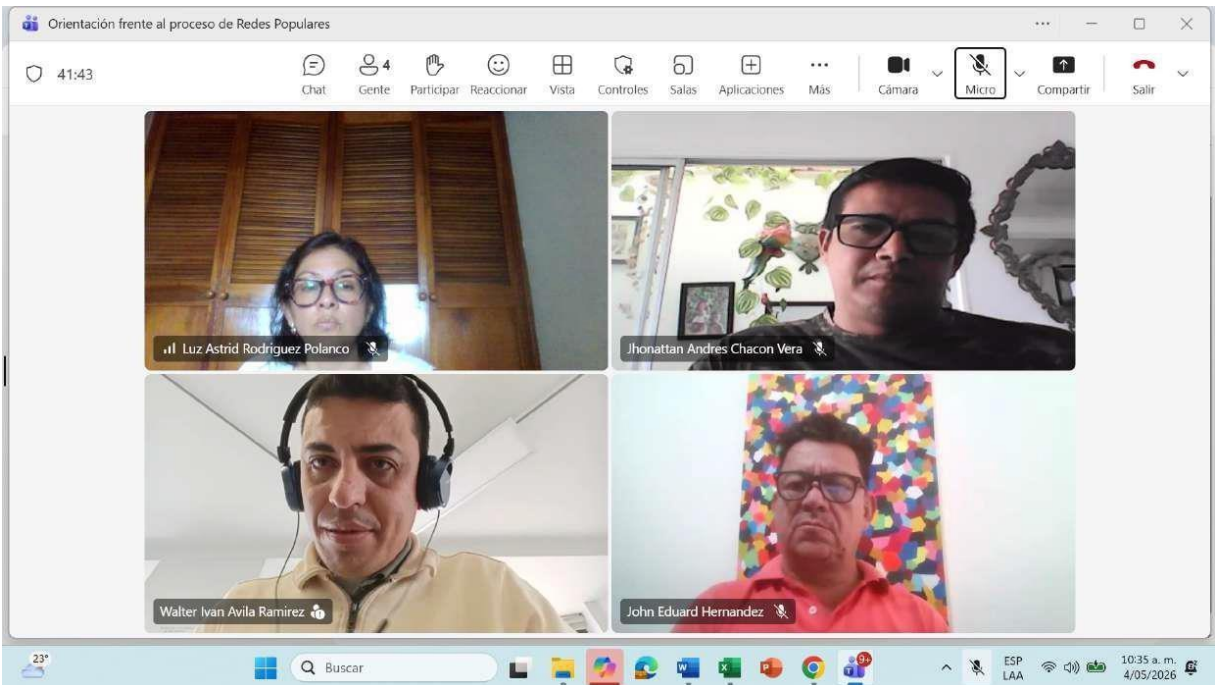 Orientación frente al proceso de Redes Populares
41:43
Chat
4
Gente
Participar
Reaccionar
Vista
Controles
Salas
Aplicaciones
Más
Cámara
Micro
Compartir
Salir
Luz Astrid Rodriguez Polanco
Jhonattan Andres Chacon Vera
Walter Ivan Avila Ramirez
John Eduard Hernandez
23°
Buscar
9+
ESP
LAA
10:35 a. m.
4/05/2026